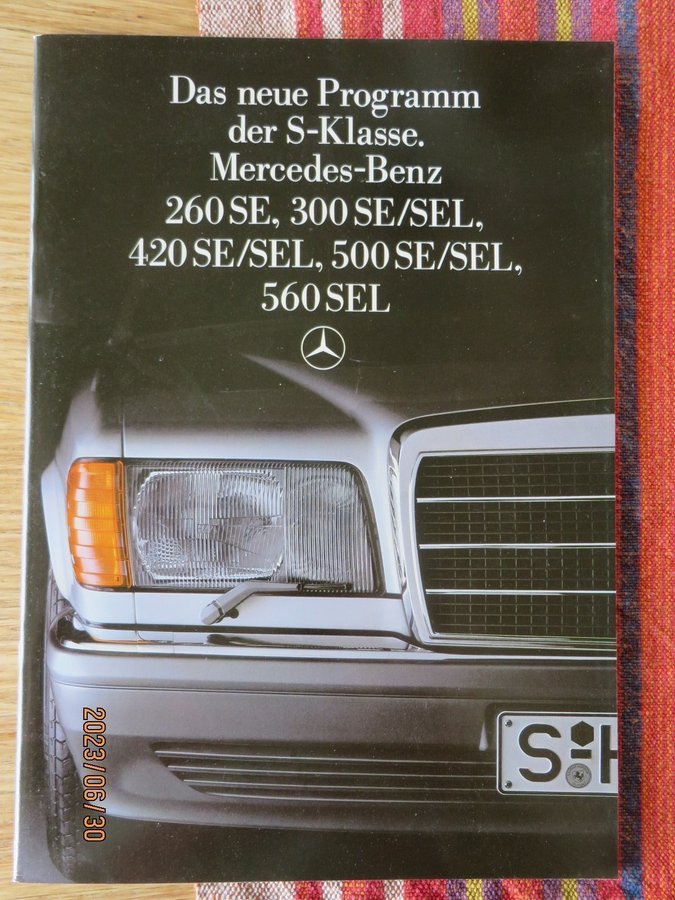 Das neue Programm
der S-Klasse.
Mercedes-Benz
260 SE, 300 SE/SEL,
420 SE/SEL, 500 SE/SEL,
560 SEL
S H
2023/06/30